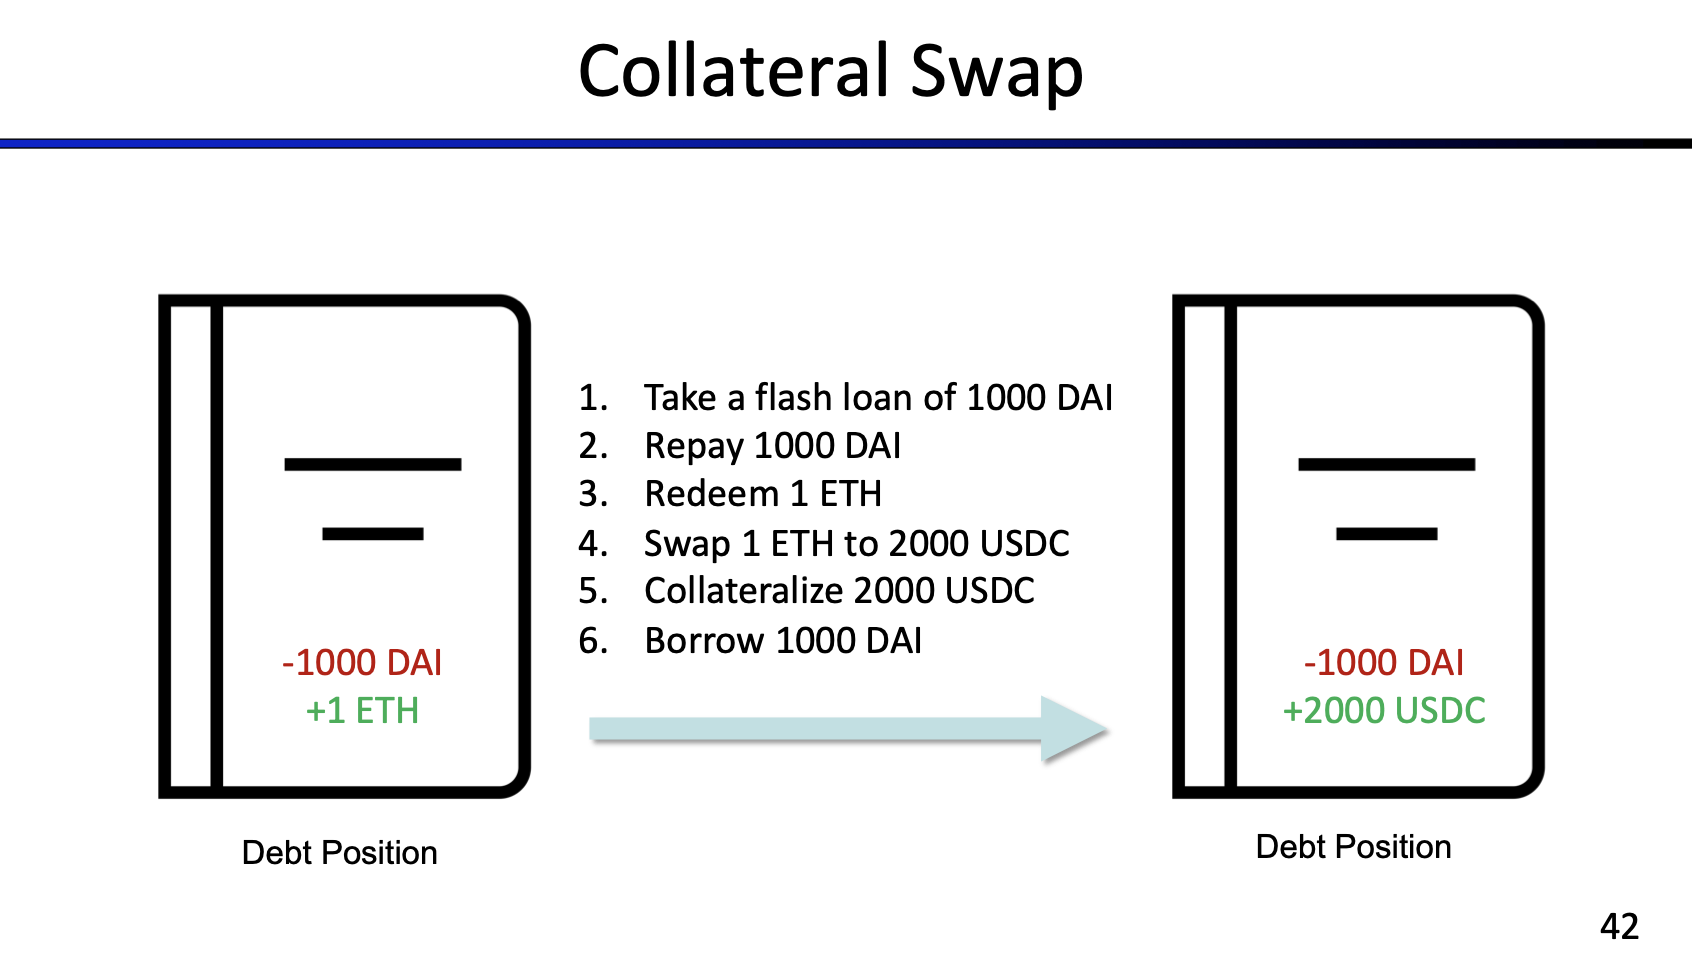 Collateral Swap
1. Take a flash loan of 1000 DAI
2. Repay 1000 DAI
3. Redeem 1 ETH
4. Swap 1 ETH to 2000 USDC
5. Collateralize 2000 USDC
6. Borrow 1000 DAI
-1000 DAI
+1 ETH
Debt Position
-1000 DAI
+2000 USDC
Debt Position
42